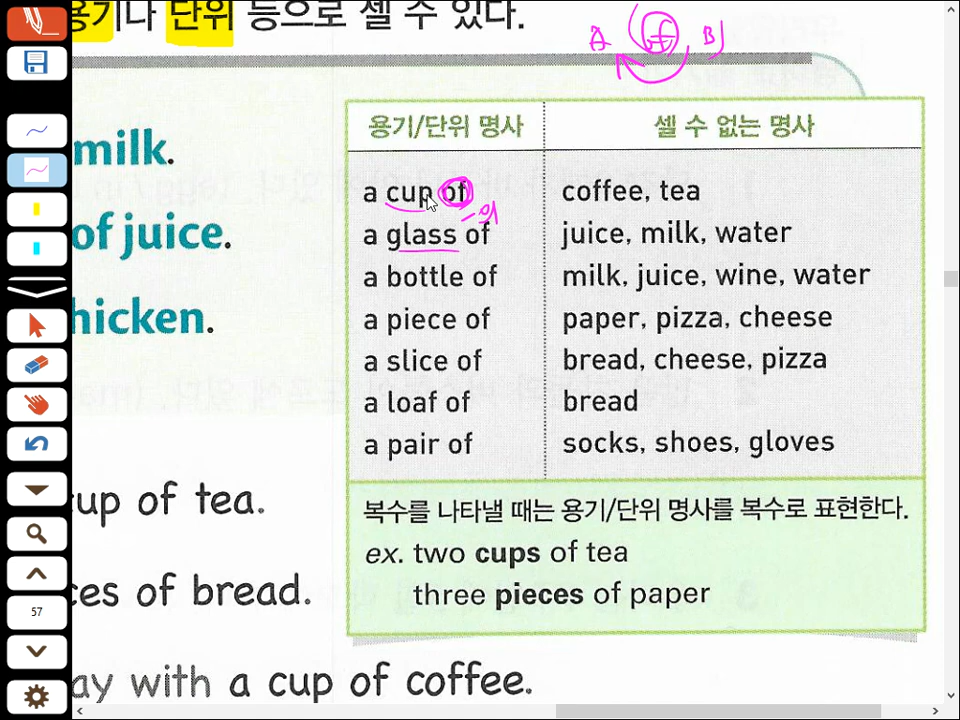 용기나 단위 등으로 셀 수 있다.
A of B
milk.
of juice.
hicken.
용기/단위 명사 셀 수 없는 명사
a cup of coffee, tea
-의
a glass of juice, milk, water
a bottle of milk, juice, wine, water
a piece of paper, pizza, cheese
a slice of bread, cheese, pizza
a loaf of bread
a pair of socks, shoes, gloves
복수를 나타낼 때는 용기/단위 명사를 복수로 표현한다.
ex. two cups of tea
three pieces of paper
cup of tea.
ces of bread.
ay with a cup of coffee.
57